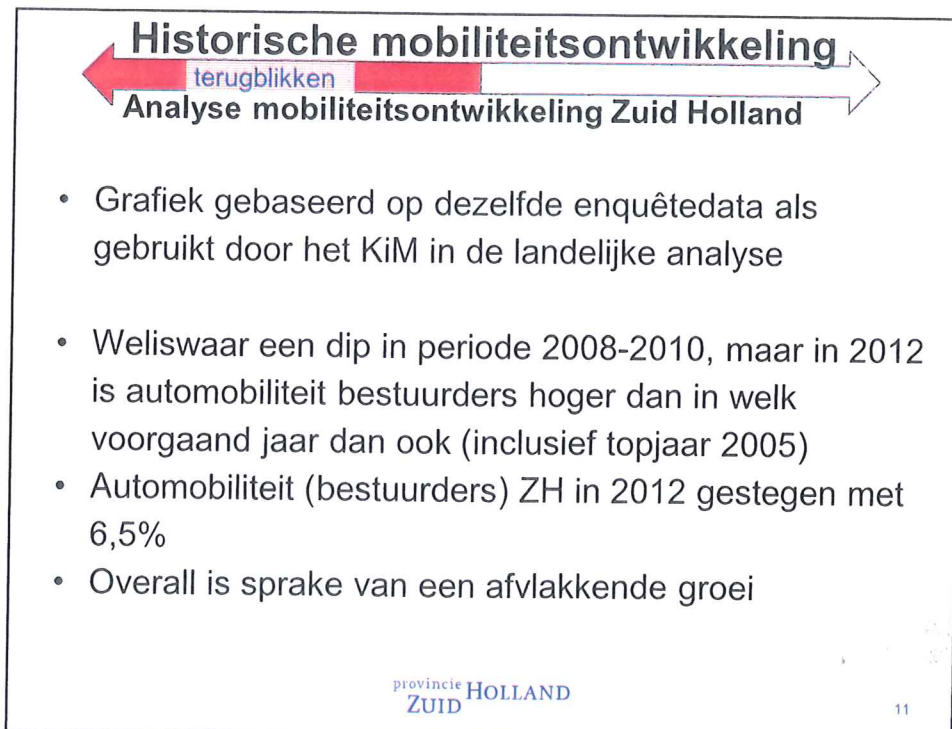 Historische mobiliteitsontwikkeling
terugblikken
Analyse mobiliteitsontwikkeling Zuid Holland
• Grafiek gebaseerd op dezelfde enquêtedata als
gebruikt door het KiM in de landelijke analyse
• Weliswaar een dip in periode 2008-2010, maar in 2012
is automobiliteit bestuurders hoger dan in welk
voorgaand jaar dan ook (inclusief topjaar 2005)
• Automobiliteit (bestuurders) ZH in 2012 gestegen met
6,5%
• Overall is sprake van een afvlakkende groei
provincie HOLLAND
ZUID
11